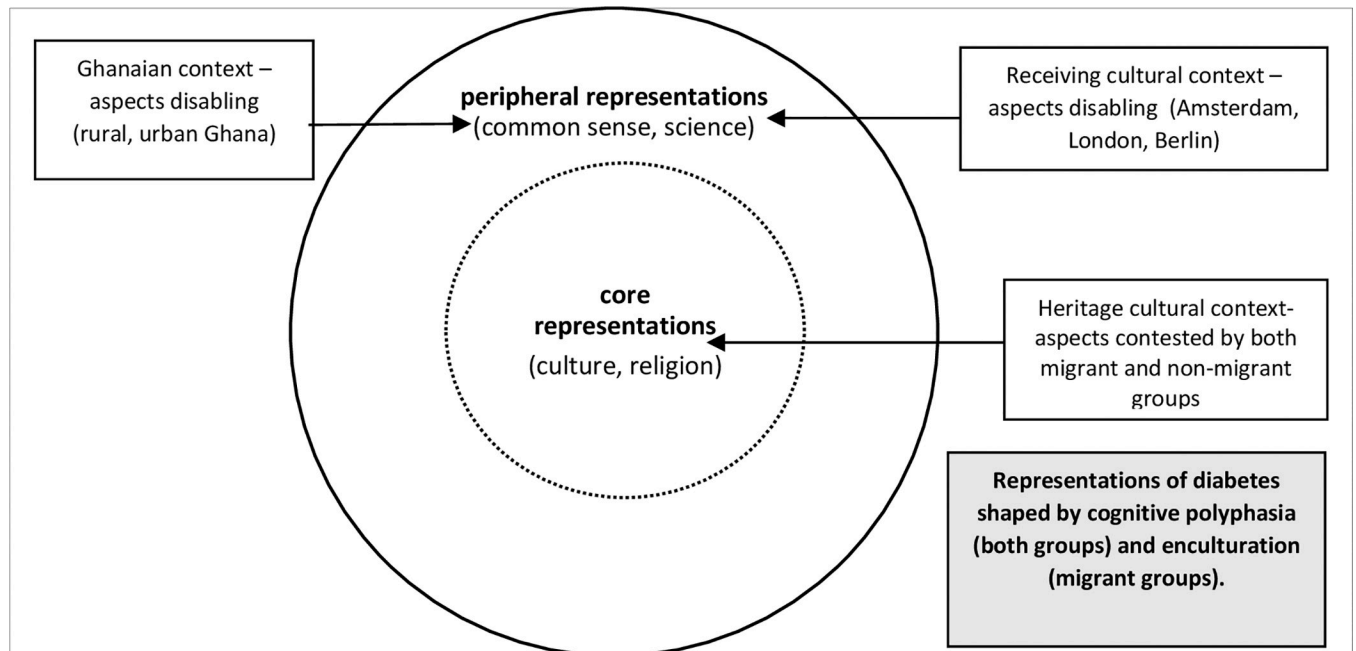 Ghanaian context –
aspects disabling
(rural, urban Ghana)
peripheral representations
(common sense, science)
Receiving cultural context –
aspects disabling (Amsterdam,
London, Berlin)
core
representations
(culture, religion)
Heritage cultural context-
aspects contested by both
migrant and non-migrant
groups
Representations of diabetes
shaped by cognitive polyphasia
(both groups) and enculturation
(migrant groups).